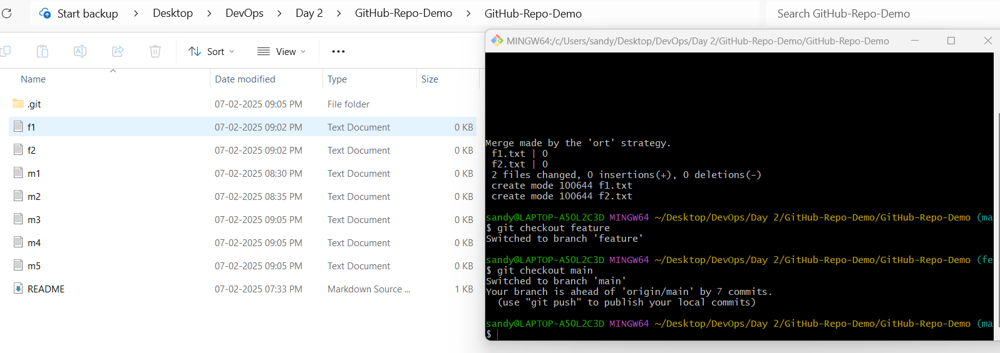 Start backup > Desktop > DevOps > Day 2 > GitHub-Repo-Demo > GitHub-Repo-Demo
Search GitHub-Repo-Demo
Sort
View
Name Date modified Type Size
.git 07-02-2025 09:05 PM File folder
f1 07-02-2025 09:02 PM Text Document 0 KB
f2 07-02-2025 09:02 PM Text Document 0 KB
m1 07-02-2025 08:30 PM Text Document 0 KB
m2 07-02-2025 08:35 PM Text Document 0 KB
m3 07-02-2025 09:05 PM Text Document 0 KB
m4 07-02-2025 09:05 PM Text Document 0 KB
m5 07-02-2025 09:05 PM Text Document 0 KB
README 07-02-2025 07:33 PM Markdown Source ... 1 KB
MINGW64:/c/Users/sandy/Desktop/DevOps/Day 2/GitHub-Repo-Demo/GitHub-Repo-Demo
Merge made by the 'ort' strategy.
f1.txt | 0
f2.txt | 0
2 files changed, 0 insertions(+), 0 deletions(-)
create mode 100644 f1.txt
create mode 100644 f2.txt
sandy@LAPTOP-A5OL2C3D MINGW64 ~/Desktop/DevOps/Day 2/GitHub-Repo-Demo/GitHub-Repo-Demo (ma
$ git checkout feature
Switched to branch 'feature'
sandy@LAPTOP-A5OL2C3D MINGW64 ~/Desktop/DevOps/Day 2/GitHub-Repo-Demo/GitHub-Repo-Demo (fe
$ git checkout main
Switched to branch 'main'
Your branch is ahead of 'origin/main' by 7 commits.
(use "git push" to publish your local commits)
sandy@LAPTOP-A5OL2C3D MINGW64 ~/Desktop/DevOps/Day 2/GitHub-Repo-Demo/GitHub-Repo-Demo (ma
$